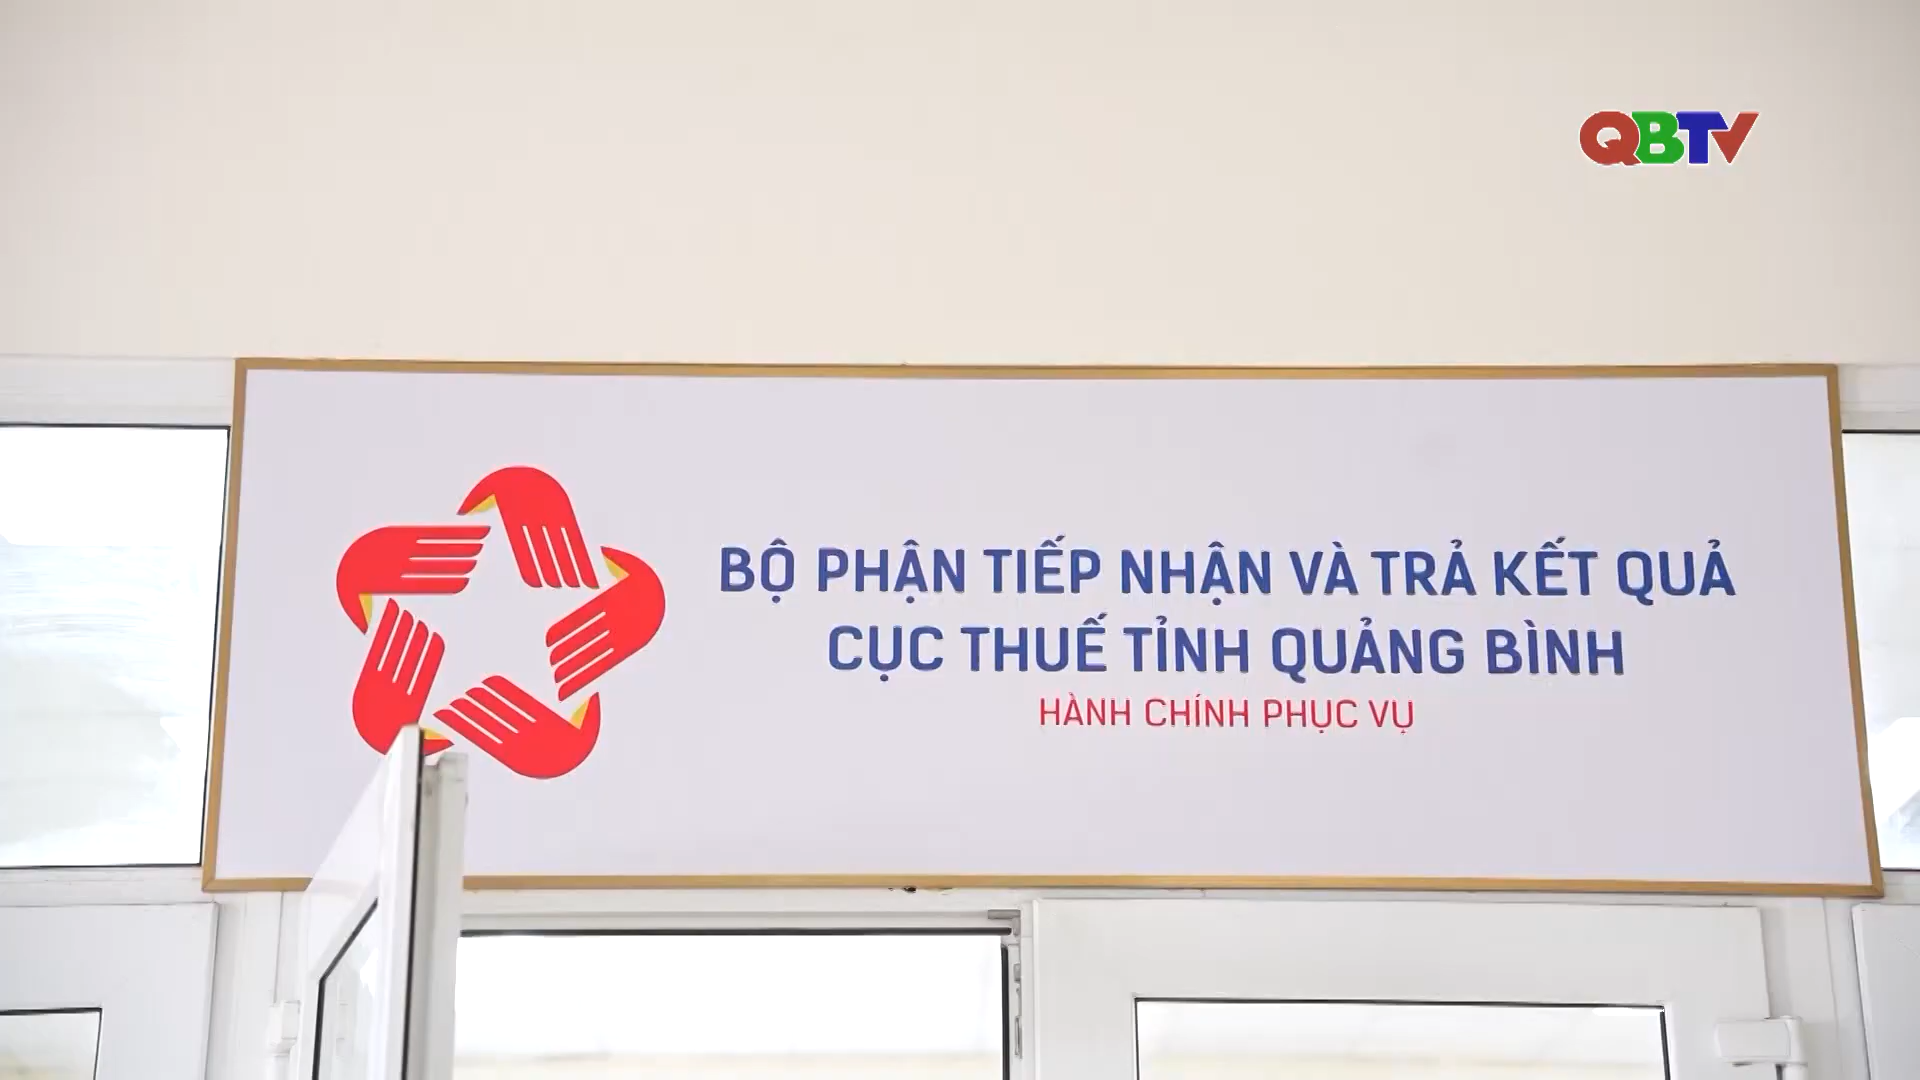 QBTV
BỘ PHẬN TIẾP NHẬN VÀ TRẢ KẾT QUẢ
CỤC THUẾ TỈNH QUẢNG BÌNH
HÀNH CHÍNH PHỤC VỤ